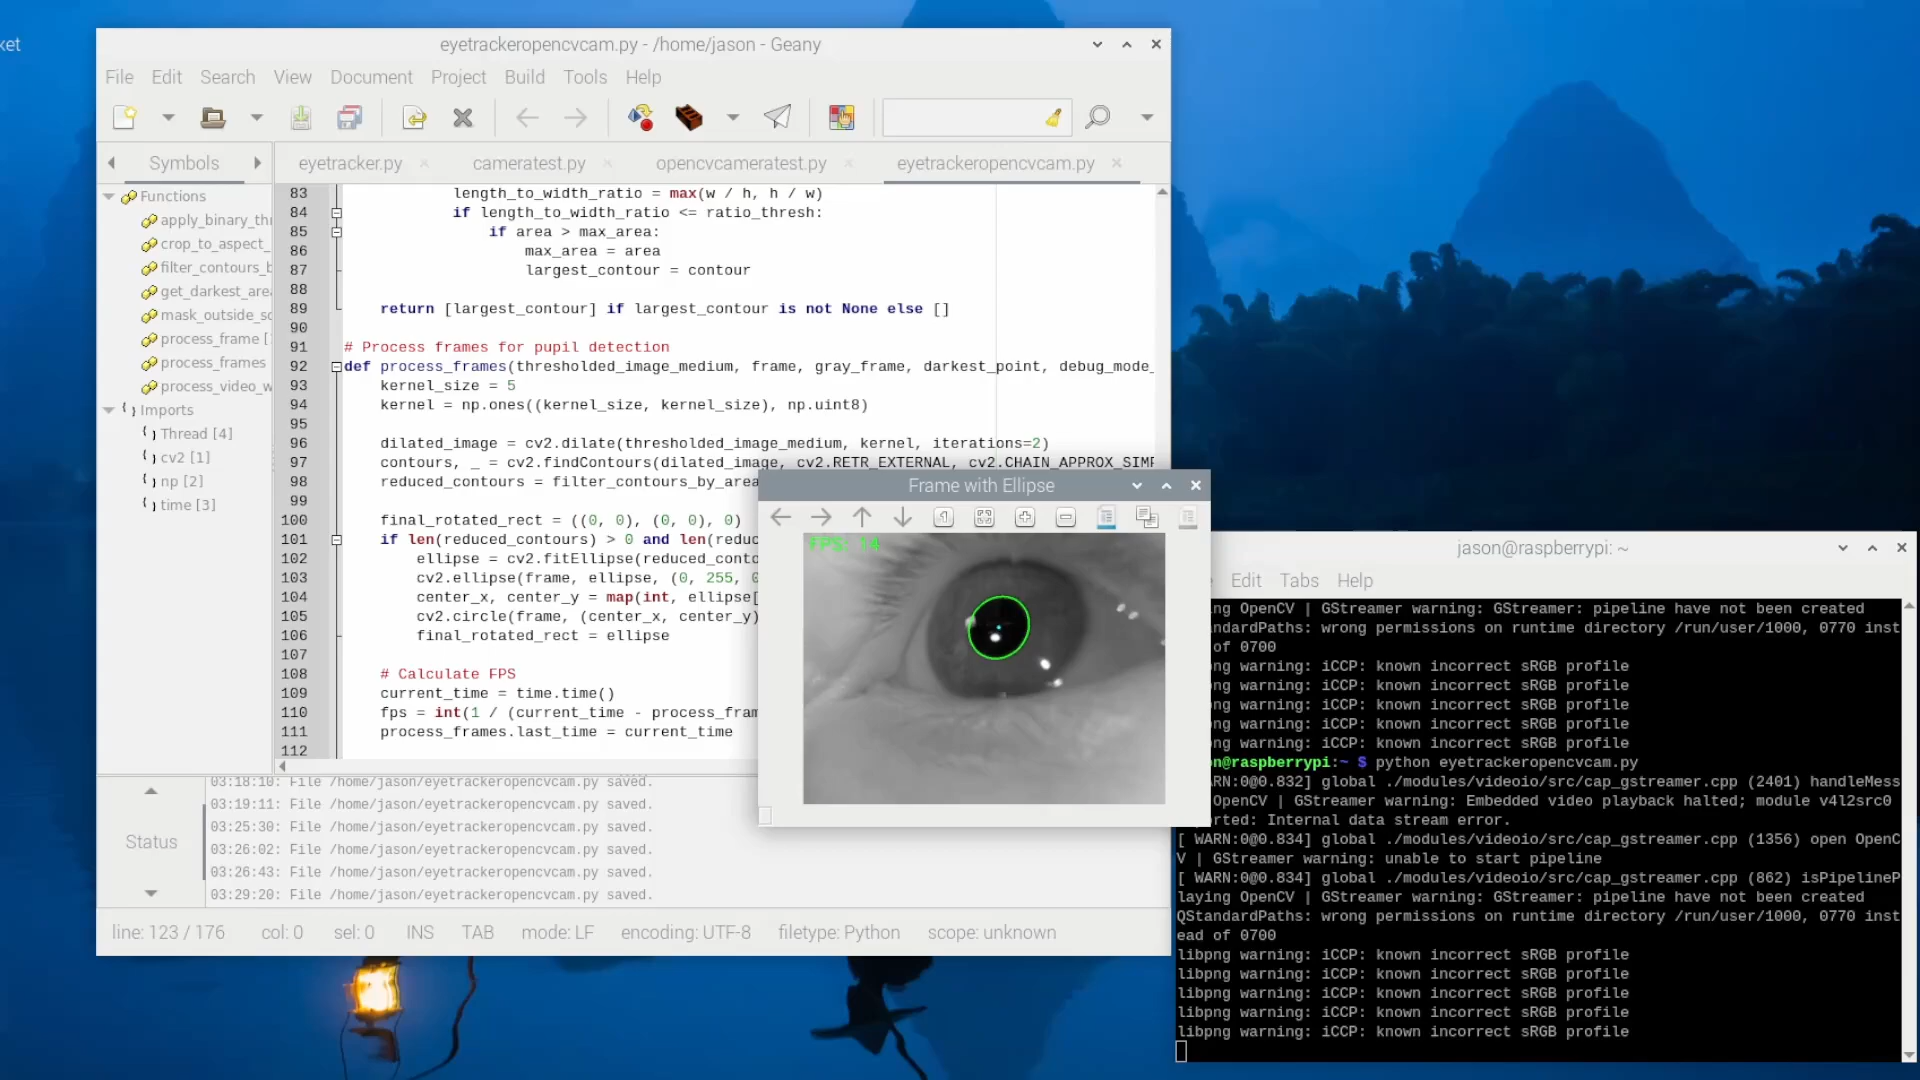 ket
eyetrackeropencvcam.py - /home/jason - Geany
File Edit Search View Document Project Build Tools Help
Symbols
eyetracker.py
cameratest.py
opencvcameratest.py
eyetrackeropencvcam.py
Functions
apply_binary_thr
crop_to_aspect_
filter_contours_b
get_darkest_area
mask_outside_sq
process_frame [
process_frames
process_video_w
Imports
Thread [4]
cv2 [1]
np [2]
time [3]
83 length_to_width_ratio = max(w / h, h / w)
84 if length_to_width_ratio <= ratio_thresh:
85 if area > max_area:
86 max_area = area
87 largest_contour = contour
88
89 return [largest_contour] if largest_contour is not None else []
90
91 # Process frames for pupil detection
92 def process_frames(thresholded_image_medium, frame, gray_frame, darkest_point, debug_mode_
93 kernel_size = 5
94 kernel = np.ones((kernel_size, kernel_size), np.uint8)
95
96 dilated_image = cv2.dilate(thresholded_image_medium, kernel, iterations=2)
97 contours, _ = cv2.findContours(dilated_image, cv2.RETR_EXTERNAL, cv2.CHAIN_APPROX_SIMP
98 reduced_contours = filter_contours_by_area
99
100 final_rotated_rect = ((0, 0), (0, 0), 0)
101 if len(reduced_contours) > 0 and len(reduc
102 ellipse = cv2.fitEllipse(reduced_conto
103 cv2.ellipse(frame, ellipse, (0, 255, 0
104 center_x, center_y = map(int, ellipse[
105 cv2.circle(frame, (center_x, center_y)
106 final_rotated_rect = ellipse
107
108 # Calculate FPS
109 current_time = time.time()
110 fps = int(1 / (current_time - process_fram
111 process_frames.last_time = current_time
112
Frame with Ellipse
FPS: 14
Status
03:18:10: File /home/jason/eyetrackeropencvcam.py saved.
03:19:11: File /home/jason/eyetrackeropencvcam.py saved.
03:25:30: File /home/jason/eyetrackeropencvcam.py saved.
03:26:02: File /home/jason/eyetrackeropencvcam.py saved.
03:26:43: File /home/jason/eyetrackeropencvcam.py saved.
03:29:20: File /home/jason/eyetrackeropencvcam.py saved.
line: 123 / 176 col: 0 sel: 0 INS TAB mode: LF encoding: UTF-8 filetype: Python scope: unknown
jason@raspberrypi: ~
Edit Tabs Help
ing OpenCV | GStreamer warning: GStreamer: pipeline have not been created
andardPaths: wrong permissions on runtime directory /run/user/1000, 0770 inst
of 0700
ng warning: iCCP: known incorrect sRGB profile
ng warning: iCCP: known incorrect sRGB profile
ng warning: iCCP: known incorrect sRGB profile
ng warning: iCCP: known incorrect sRGB profile
ng warning: iCCP: known incorrect sRGB profile
on@raspberrypi:~ $ python eyetrackeropencvcam.py
ARN:0@0.832] global ./modules/videoio/src/cap_gstreamer.cpp (2401) handleMess
OpenCV | GStreamer warning: Embedded video playback halted; module v4l2src0
orted: Internal data stream error.
[ WARN:0@0.834] global ./modules/videoio/src/cap_gstreamer.cpp (1356) open OpenC
V | GStreamer warning: unable to start pipeline
[ WARN:0@0.834] global ./modules/videoio/src/cap_gstreamer.cpp (862) isPipelineP
laying OpenCV | GStreamer warning: GStreamer: pipeline have not been created
QStandardPaths: wrong permissions on runtime directory /run/user/1000, 0770 inst
ead of 0700
libpng warning: iCCP: known incorrect sRGB profile
libpng warning: iCCP: known incorrect sRGB profile
libpng warning: iCCP: known incorrect sRGB profile
libpng warning: iCCP: known incorrect sRGB profile
libpng warning: iCCP: known incorrect sRGB profile